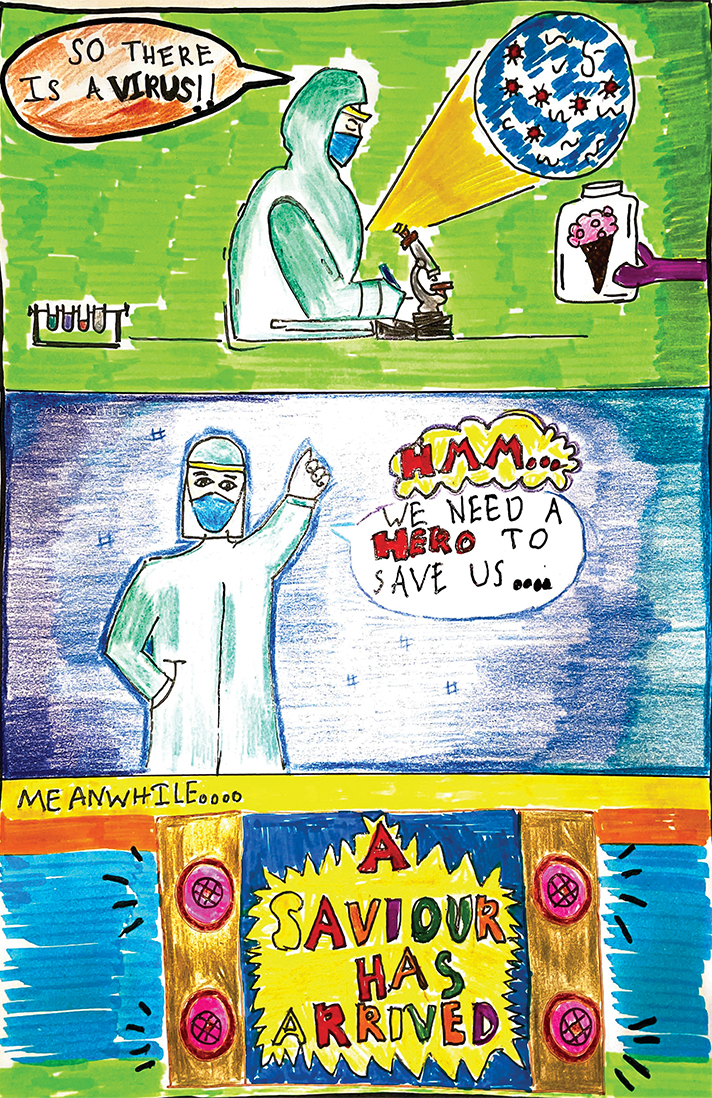 SO THERE
IS A VIRUS!!
HMM...
WE NEED A
HERO TO
SAVE US....
MEANWHILE....
A
SAVIOUR
HAS
ARRIVED